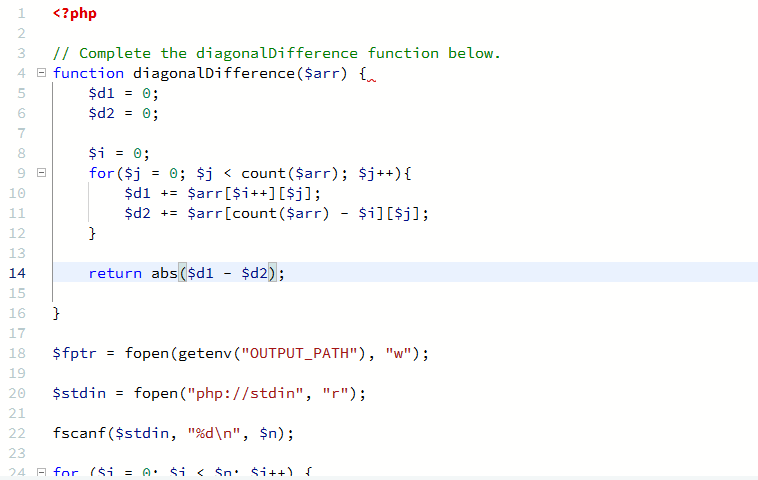 1 <?php
2
3 // Complete the diagonalDifference function below.
4 function diagonalDifference($arr) {
5 $d1 = 0;
6 $d2 = 0;
7
8 $i = 0;
9 for($j = 0; $j < count($arr); $j++){
10 $d1 += $arr[$i++][$j];
11 $d2 += $arr[count($arr) - $i][$j];
12 }
13
14 return abs($d1 - $d2);
15
16 }
17
18 $fptr = fopen(getenv("OUTPUT_PATH"), "w");
19
20 $stdin = fopen("php://stdin", "r");
21
22 fscanf($stdin, "%d\n", $n);
23
24 for ($i = 0; $i < $n; $i++) {